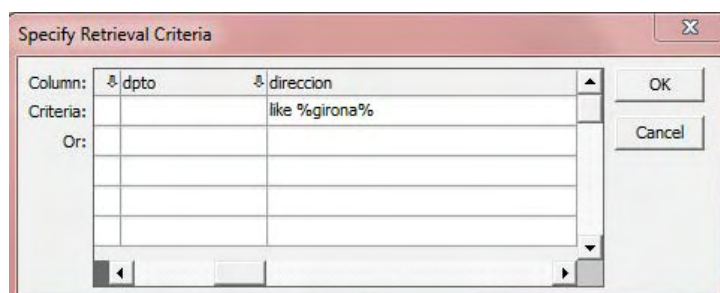 Specify Retrieval Criteria
Column: dpto direccion OK
Criteria: like %girona%
Or: Cancel